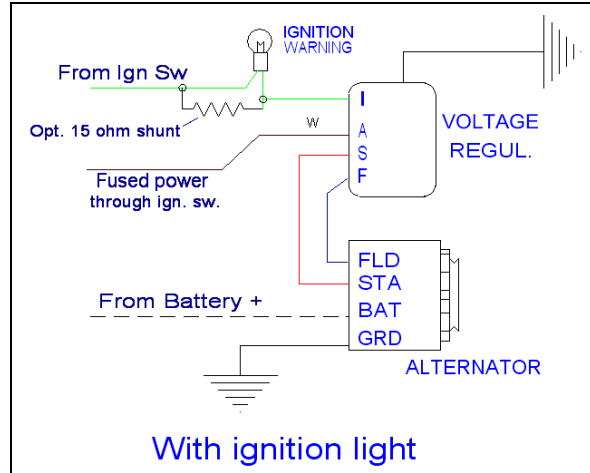 IGNITION
WARNING
M
From Ign Sw
Opt. 15 ohm shunt
W
I
A
S
F
VOLTAGE
REGUL.
Fused power
through ign. sw.
FLD
STA
BAT
GRD
From Battery +
ALTERNATOR
With ignition light